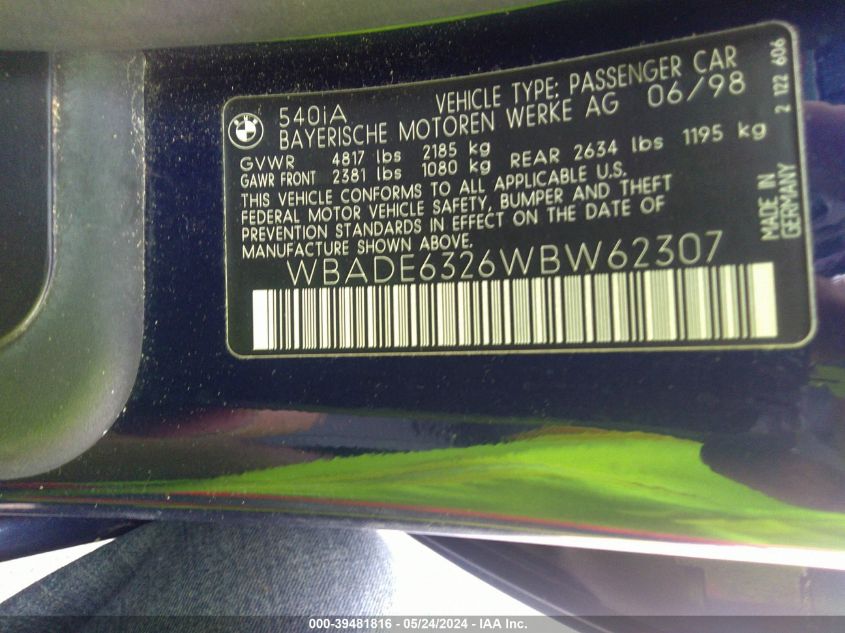 540iA VEHICLE TYPE: PASSENGER CAR
BAYERISCHE MOTOREN WERKE AG 06/98
GVWR 4817 lbs 2185 kg
GAWR FRONT 2381 lbs 1080 kg REAR 2634 lbs 1195 kg
THIS VEHICLE CONFORMS TO ALL APPLICABLE U.S.
FEDERAL MOTOR VEHICLE SAFETY, BUMPER AND THEFT
PREVENTION STANDARDS IN EFFECT ON THE DATE OF
MANUFACTURE SHOWN ABOVE.
WBADE6326WBW62307
2 122 606
MADE IN
GERMANY
BMW
000-39481816 - 05/24/2024 - IAA Inc.